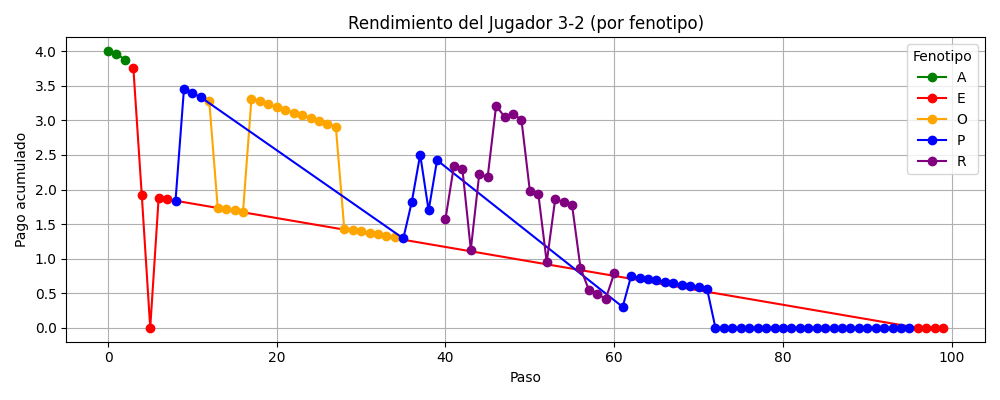 Rendimiento del Jugador 3-2 (por fenotipo)
Pago acumulado
4.0
3.5
3.0
2.5
2.0
1.5
1.0
0.5
0.0
Fenotipo
A
E
O
P
R
0 20 40 60 80 100
Paso